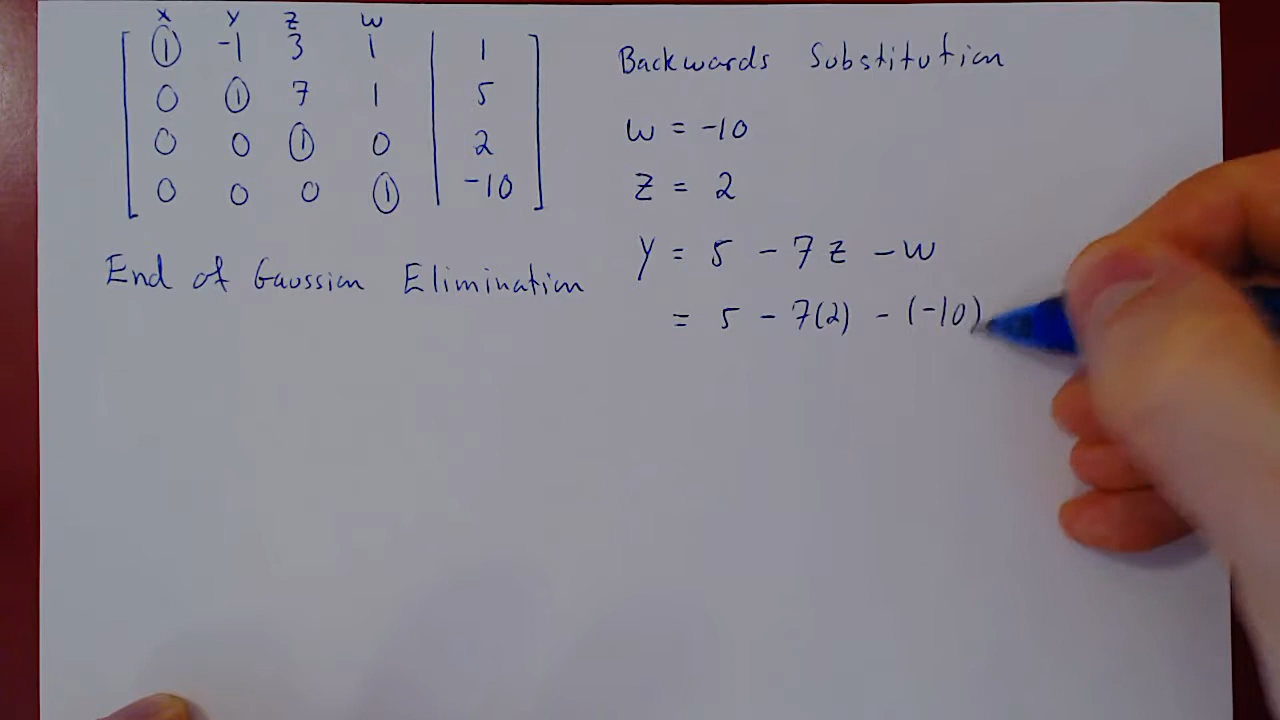 x y z w
1 -1 3 1 | 1
0 1 7 1 | 5
0 0 1 0 | 2
0 0 0 1 | -10
End of Gaussian Elimination
Backwards Substitution
w = -10
z = 2
y = 5 - 7z - w
= 5 - 7(2) - (-10)